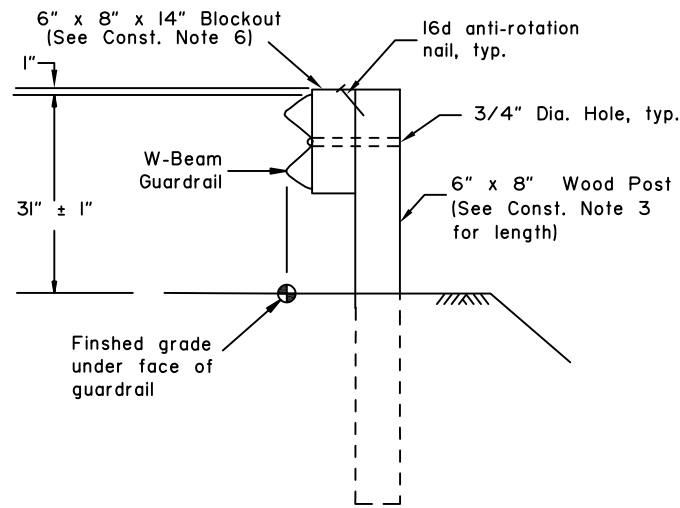 6" x 8" x 14" Blockout
(See Const. Note 6)
16d anti-rotation
nail, typ.
1"
3/4" Dia. Hole, typ.
W-Beam
Guardrail
6" x 8" Wood Post
(See Const. Note 3
for length)
31" ± 1"
Finshed grade
under face of
guardrail